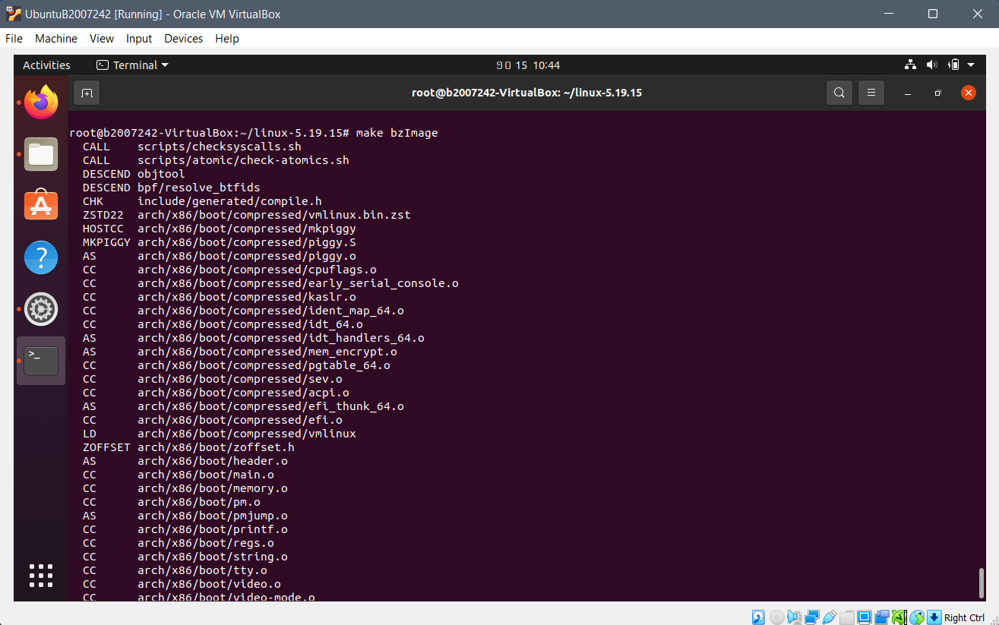 UbuntuB2007242 [Running] - Oracle VM VirtualBox
File Machine View Input Devices Help
Activities Terminal 15 10:44
root@b2007242-VirtualBox: ~/linux-5.19.15
root@b2007242-VirtualBox:~/linux-5.19.15# make bzImage
CALL scripts/checksyscalls.sh
CALL scripts/atomic/check-atomics.sh
DESCEND objtool
DESCEND bpf/resolve_btfids
CHK include/generated/compile.h
ZSTD22 arch/x86/boot/compressed/vmlinux.bin.zst
HOSTCC arch/x86/boot/compressed/mkpiggy
MKPIGGY arch/x86/boot/compressed/piggy.S
AS arch/x86/boot/compressed/piggy.o
CC arch/x86/boot/compressed/cpuflags.o
CC arch/x86/boot/compressed/early_serial_console.o
CC arch/x86/boot/compressed/kaslr.o
CC arch/x86/boot/compressed/ident_map_64.o
CC arch/x86/boot/compressed/idt_64.o
AS arch/x86/boot/compressed/idt_handlers_64.o
AS arch/x86/boot/compressed/mem_encrypt.o
CC arch/x86/boot/compressed/pgtable_64.o
CC arch/x86/boot/compressed/sev.o
CC arch/x86/boot/compressed/acpi.o
AS arch/x86/boot/compressed/efi_thunk_64.o
CC arch/x86/boot/compressed/efi.o
LD arch/x86/boot/compressed/vmlinux
ZOFFSET arch/x86/boot/zoffset.h
AS arch/x86/boot/header.o
CC arch/x86/boot/main.o
CC arch/x86/boot/memory.o
CC arch/x86/boot/pm.o
AS arch/x86/boot/pmjump.o
CC arch/x86/boot/printf.o
CC arch/x86/boot/regs.o
CC arch/x86/boot/string.o
CC arch/x86/boot/tty.o
CC arch/x86/boot/video.o
CC arch/x86/boot/video-mode.o
Right Ctrl